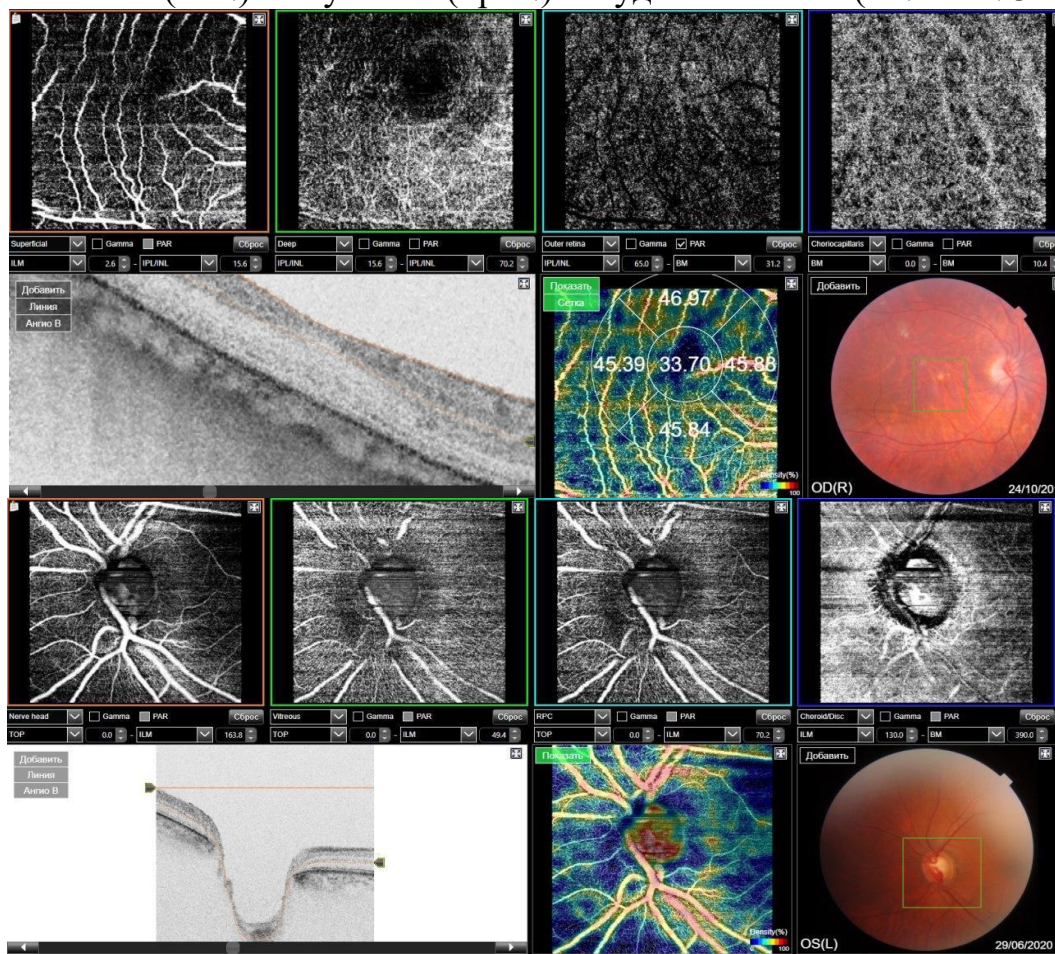 Superficial Gamma PAR Сброс
ILM 2.6 - IPL/INL 15.6
Deep Gamma PAR Сброс
IPL/INL 15.6 - IPL/INL 70.2
Outer retina Gamma PAR Сброс
IPL/INL 65.0 - BM 31.2
Choriocapillaris Gamma PAR Сброс
BM 0.0 - BM 10.4
Добавить
Линия
Ангио B
Показать
Сетка
46.97
45.39 33.70 45.88
45.84
Density(%)
0 100
Добавить
OD(R) 24/10/20
Nerve head Gamma PAR Сброс
TOP 0.0 - ILM 163.8
Vitreous Gamma PAR Сброс
TOP 0.0 - ILM 49.4
RPC Gamma PAR Сброс
TOP 0.0 - ILM 70.2
Choroid/Disc Gamma PAR Сброс
ILM 130.0 - BM 390.0
Добавить
Линия
Ангио B
Показать
Density(%)
0 100
Добавить
OS(L) 29/06/2020